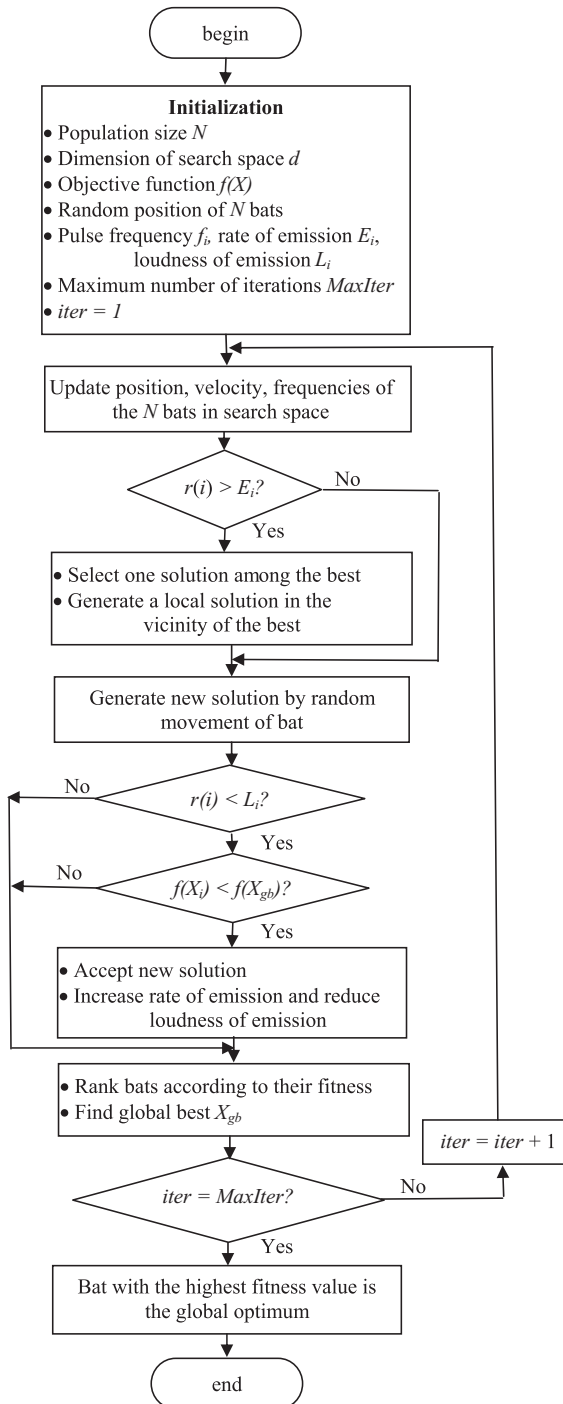 begin
Initialization
• Population size N
• Dimension of search space d
• Objective function f(X)
• Random position of N bats
• Pulse frequency fi, rate of emission Ei,
loudness of emission Li
• Maximum number of iterations MaxIter
• iter = 1
Update position, velocity, frequencies of
the N bats in search space
r(i) > Ei?
No
Yes
• Select one solution among the best
• Generate a local solution in the
vicinity of the best
Generate new solution by random
movement of bat
No
r(i) < Li?
Yes
No
f(Xi) < f(Xgb)?
Yes
• Accept new solution
• Increase rate of emission and reduce
loudness of emission
• Rank bats according to their fitness
• Find global best Xgb
iter = iter + 1
iter = MaxIter?
No
Yes
Bat with the highest fitness value is
the global optimum
end